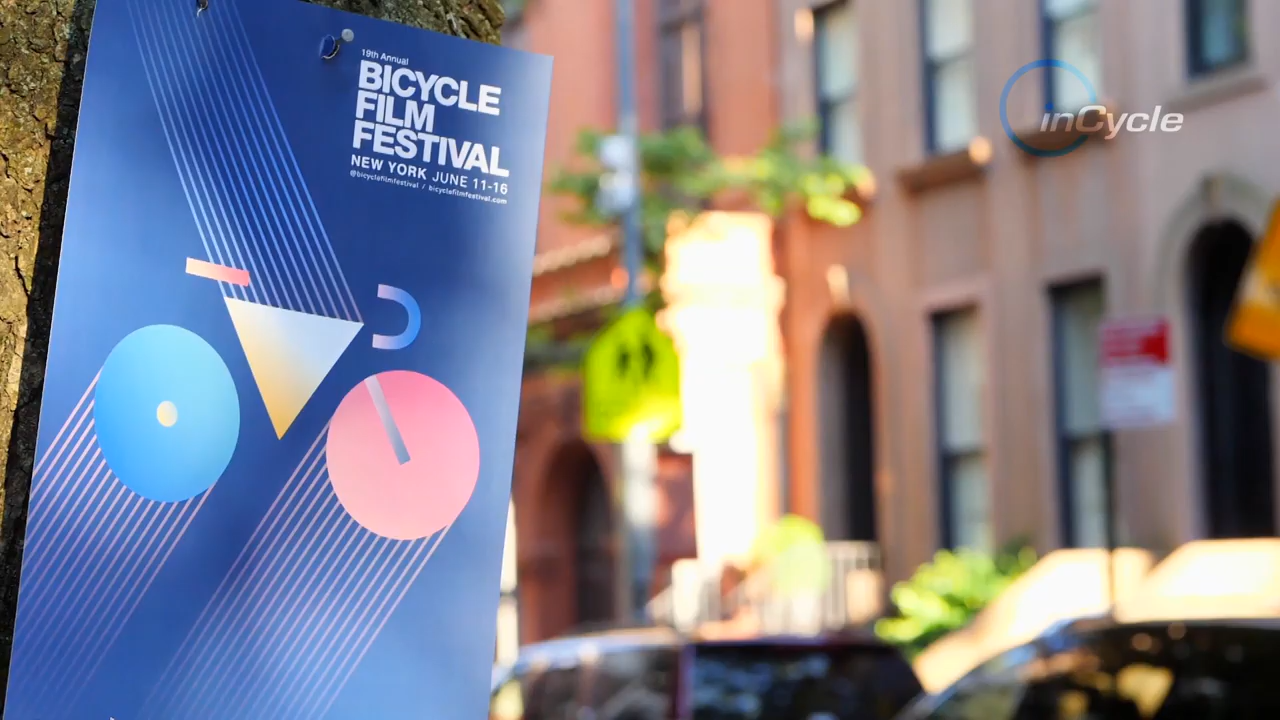 19th Annual
BICYCLE
FILM
FESTIVAL
NEW YORK JUNE 11-16
@bicyclefilmfestival / bicyclefilmfestival.com
inCycle